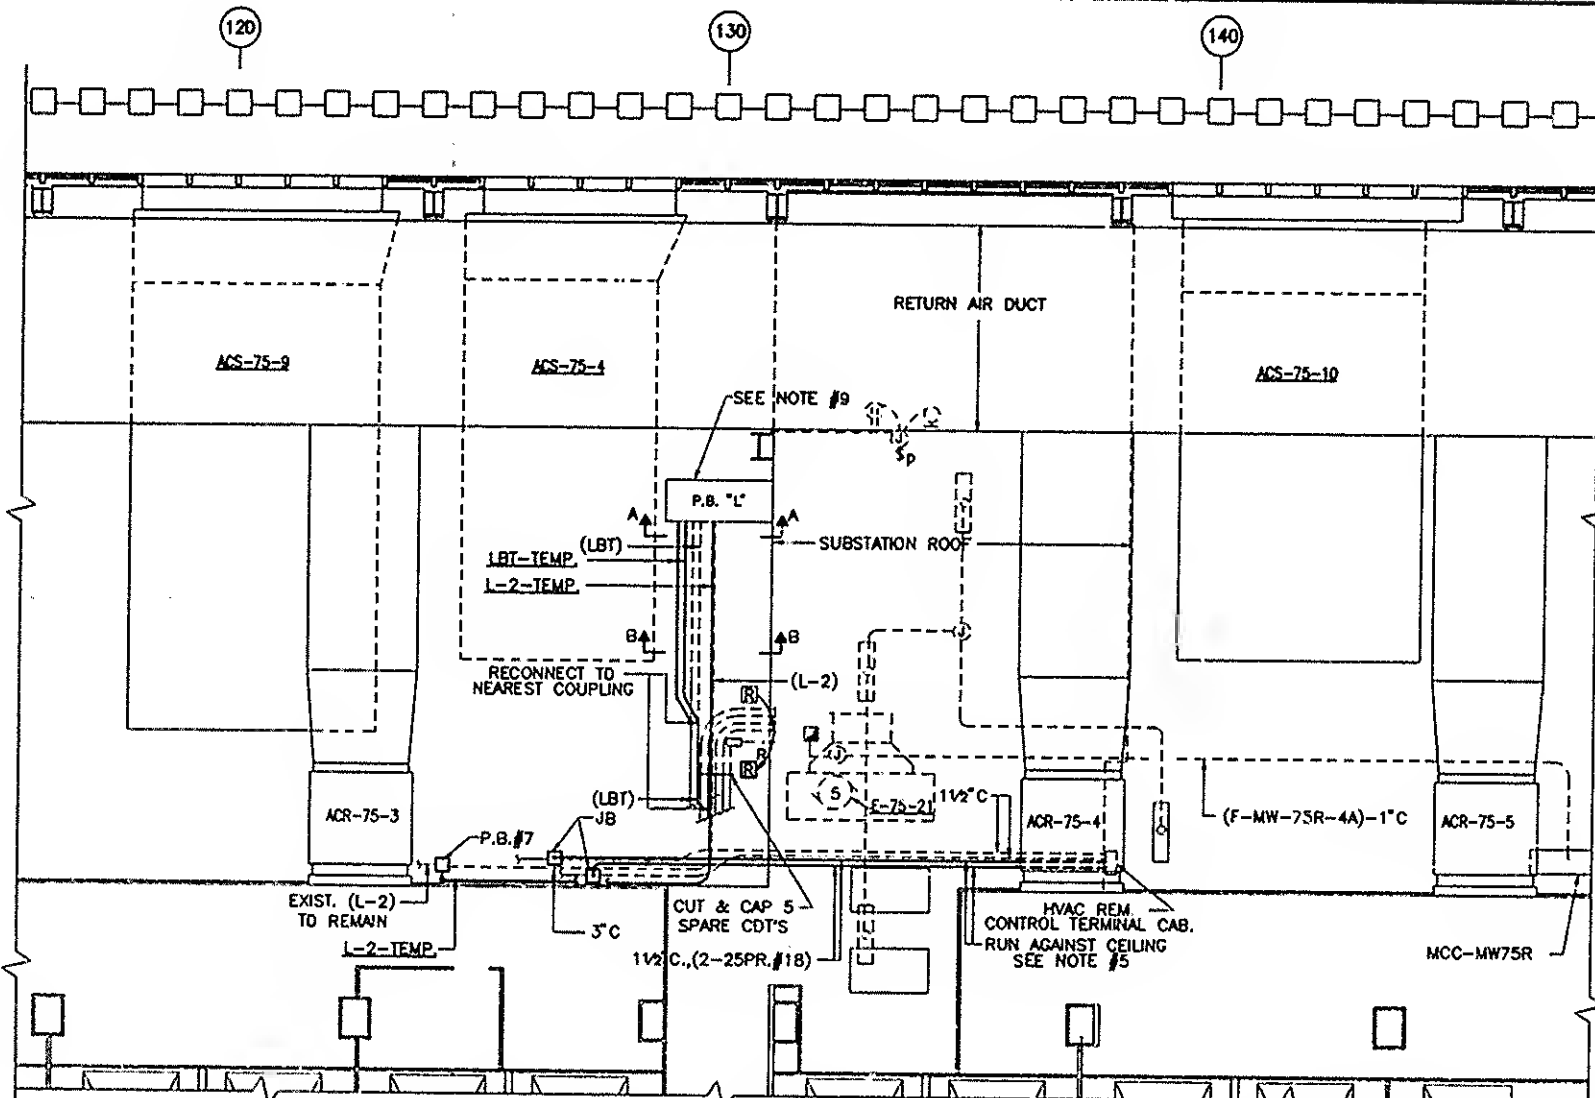 120
130
140
RETURN AIR DUCT
ACS-75-9
ACS-75-4
ACS-75-10
SEE NOTE #9
J
K
$p
P.B. "L"
A
A
(LBT)
SUBSTATION ROOF
LBT-TEMP.
L-2-TEMP.
J
B
B
RECONNECT TO
NEAREST COUPLING
(L-2)
R
R
R
J
(LBT)
JB
5
E-75-21
1½"C
ACR-75-3
ACR-75-4
(F-MW-75R-4A)-1"C
ACR-75-5
P.B.#7
EXIST. (L-2)
TO REMAIN
L-2-TEMP.
3"C
CUT & CAP 5
SPARE CDT'S
1½"C.,(2-25PR.#18)
HVAC REM.
CONTROL TERMINAL CAB.
RUN AGAINST CEILING
SEE NOTE #5
MCC-MW75R